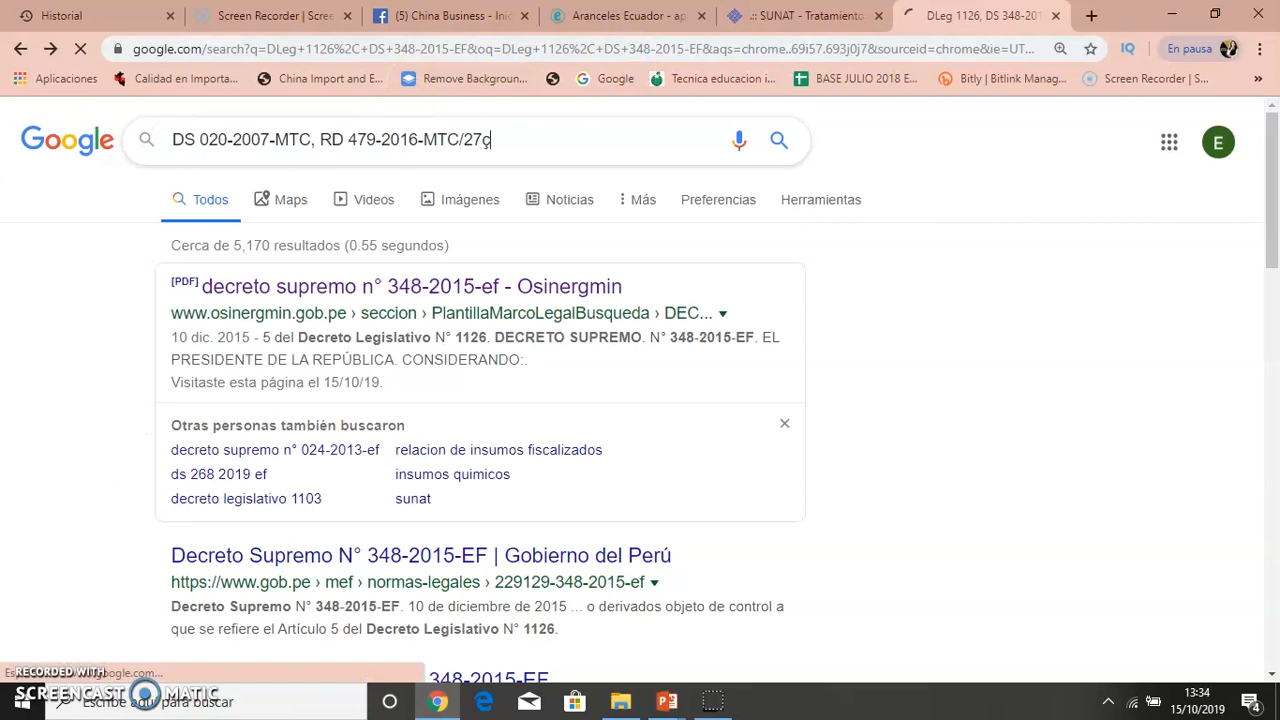 Historial
Screen Recorder | Scree
(5) China Business - Inic
Aranceles Ecuador - ap
.:: SUNAT - Tratamiento
DLeg 1126, DS 348-201
google.com/search?q=DLeg+1126%2C+DS+348-2015-EF&oq=DLeg+1126%2C+DS+348-2015-EF&aqs=chrome..69i57.693j0j7&sourceid=chrome&ie=UT...
En pausa
Aplicaciones
Calidad en Importa...
China Import and E...
Remove Background...
Google
Tecnica educacion i...
BASE JULIO 2018 E...
Bitly | Bitlink Manag...
Screen Recorder | S...
Google
DS 020-2007-MTC, RD 479-2016-MTC/27ç
E
Todos
Maps
Videos
Imágenes
Noticias
Más
Preferencias
Herramientas
Cerca de 5,170 resultados (0.55 segundos)
[PDF] decreto supremo n° 348-2015-ef - Osinergmin
www.osinergmin.gob.pe › seccion › PlantillaMarcoLegalBusqueda › DEC...
10 dic. 2015 - 5 del Decreto Legislativo N° 1126. DECRETO SUPREMO. N° 348-2015-EF. EL
PRESIDENTE DE LA REPÚBLICA. CONSIDERANDO:.
Visitaste esta página el 15/10/19.
Otras personas también buscaron
decreto supremo n° 024-2013-ef
relacion de insumos fiscalizados
ds 268 2019 ef
insumos quimicos
decreto legislativo 1103
sunat
Decreto Supremo N° 348-2015-EF | Gobierno del Perú
https://www.gob.pe › mef › normas-legales › 229129-348-2015-ef
Decreto Supremo N° 348-2015-EF. 10 de diciembre de 2015 ... o derivados objeto de control a
que se refiere el Artículo 5 del Decreto Legislativo N° 1126.
348-2015-EF
google.com...
RECORDED WITH
SCREENCAST MATIC
Escribe aquí para buscar
13:34
15/10/2019
4